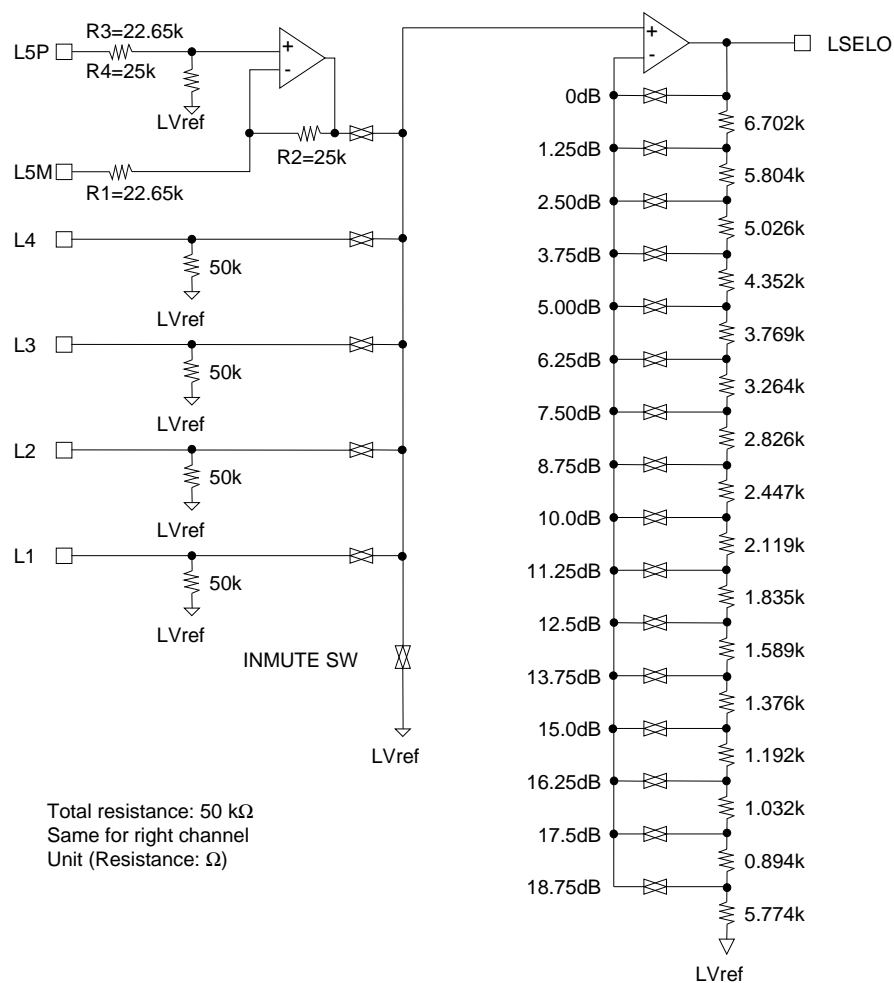 L5P
R3=22.65k
R4=25k
LVref
+
-
R2=25k
L5M
R1=22.65k
L4
50k
LVref
L3
50k
LVref
L2
50k
LVref
L1
50k
LVref
INMUTE SW
LVref
Total resistance: 50 kΩ
Same for right channel
Unit (Resistance: Ω)
+
-
LSELO
0dB
6.702k
1.25dB
5.804k
2.50dB
5.026k
3.75dB
4.352k
5.00dB
3.769k
6.25dB
3.264k
7.50dB
2.826k
8.75dB
2.447k
10.0dB
2.119k
11.25dB
1.835k
12.5dB
1.589k
13.75dB
1.376k
15.0dB
1.192k
16.25dB
1.032k
17.5dB
0.894k
18.75dB
5.774k
LVref